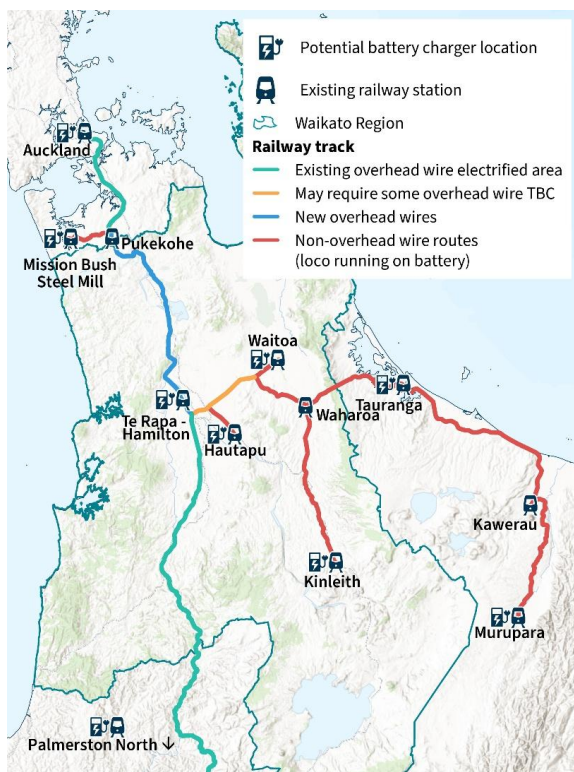 Potential battery charger location
Existing railway station
Waikato Region
Railway track
Existing overhead wire electrified area
May require some overhead wire TBC
New overhead wires
Non-overhead wire routes
(loco running on battery)
Auckland
Pukekohe
Mission Bush
Steel Mill
Waitoa
Tauranga
Waharoa
Te Rapa -
Hamilton
Hautapu
Kawerau
Kinleith
Murupara
Palmerston North ↓